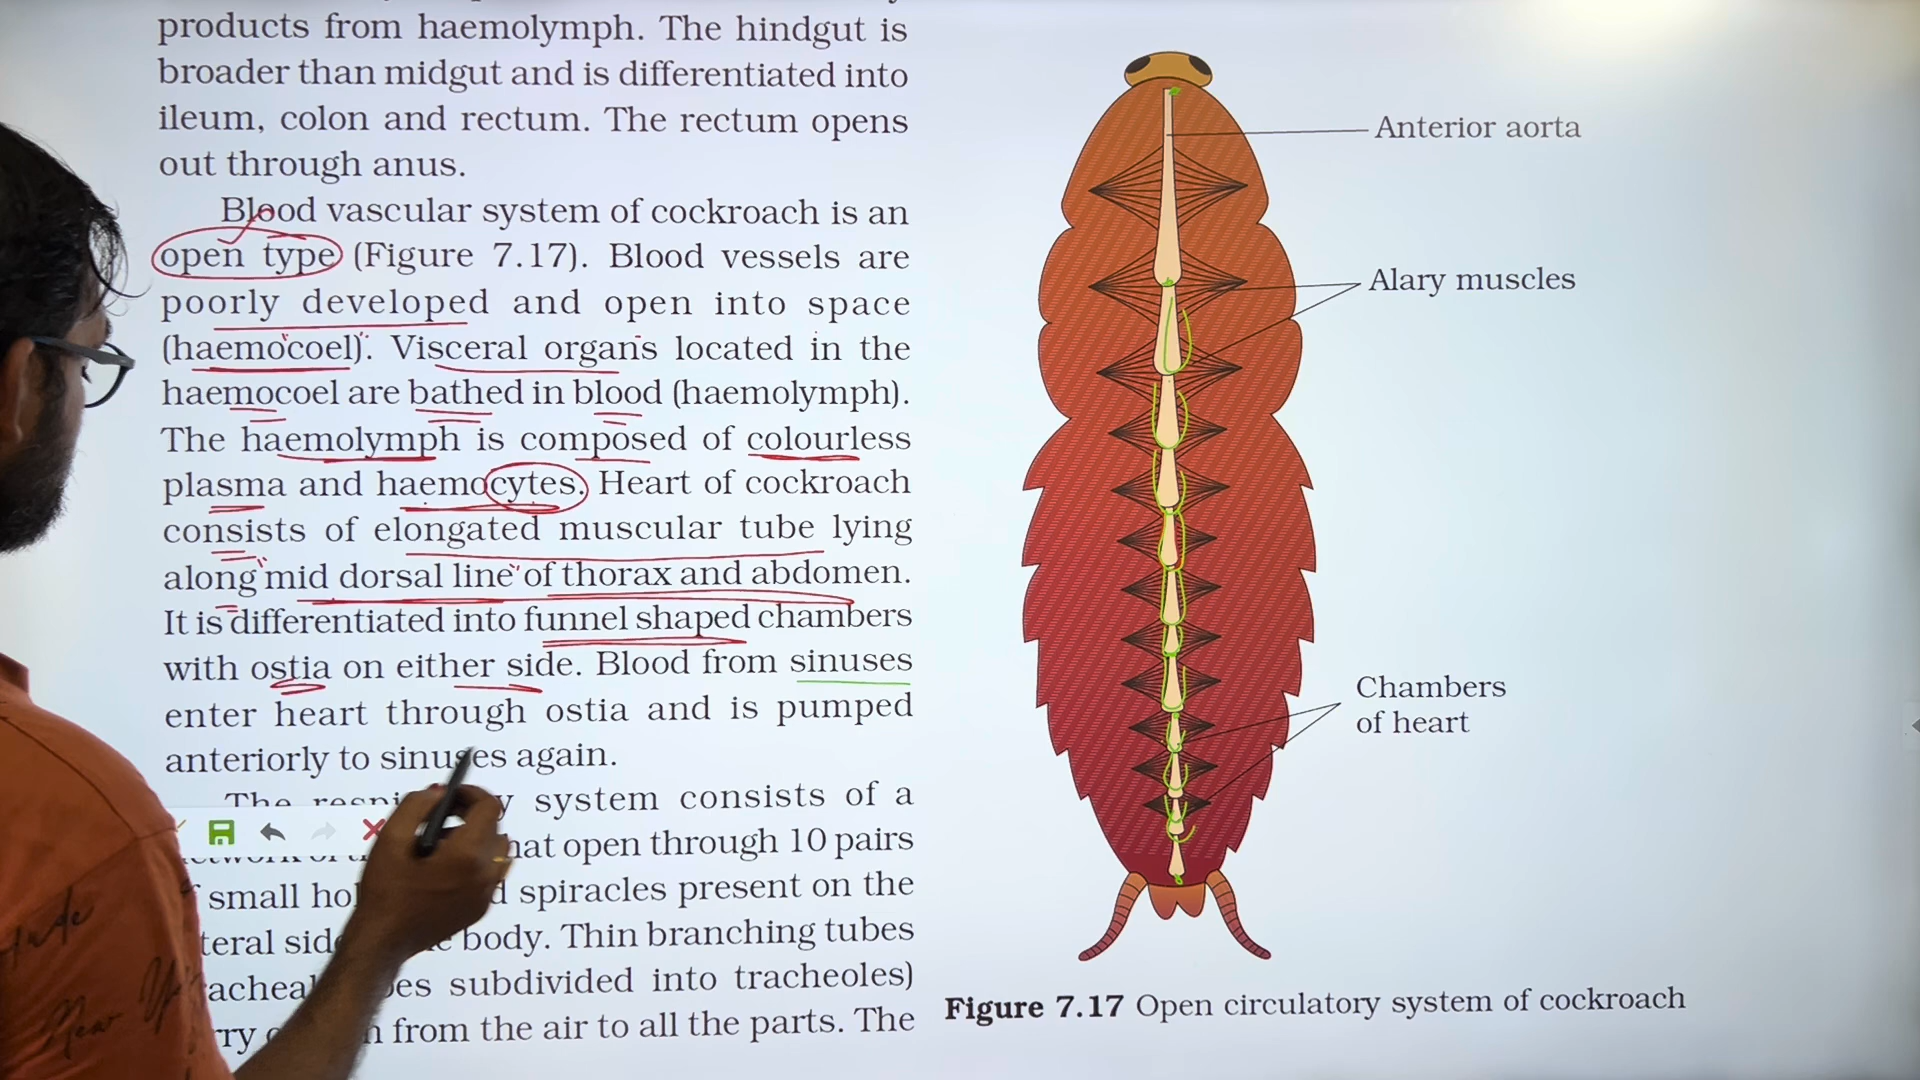 products from haemolymph. The hindgut is
broader than midgut and is differentiated into
ileum, colon and rectum. The rectum opens
out through anus.
Blood vascular system of cockroach is an
open type (Figure 7.17). Blood vessels are
poorly developed and open into space
(haemocoel). Visceral organs located in the
haemocoel are bathed in blood (haemolymph).
The haemolymph is composed of colourless
plasma and haemocytes. Heart of cockroach
consists of elongated muscular tube lying
along mid dorsal line of thorax and abdomen.
It is differentiated into funnel shaped chambers
with ostia on either side. Blood from sinuses
enter heart through ostia and is pumped
anteriorly to sinuses again.
The system consists of a
that open through 10 pairs
small spiracles present on the
body. Thin branching tubes
subdivided into tracheoles)
from the air to all the parts. The
Anterior aorta
Alary muscles
Chambers
of heart
Figure 7.17 Open circulatory system of cockroach
New